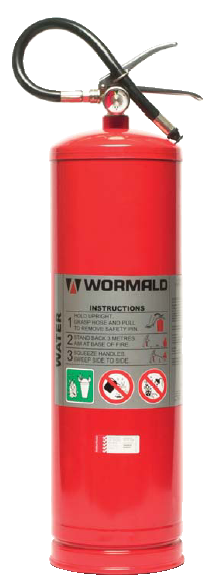 WORMALD
INSTRUCTIONS
WATER
1 HOLD UPRIGHT.
GRASP HOSE AND PULL
TO REMOVE SAFETY PIN.
2 STAND BACK 3 METRES.
AIM AT BASE OF FIRE.
3 SQUEEZE HANDLES.
SWEEP SIDE TO SIDE.